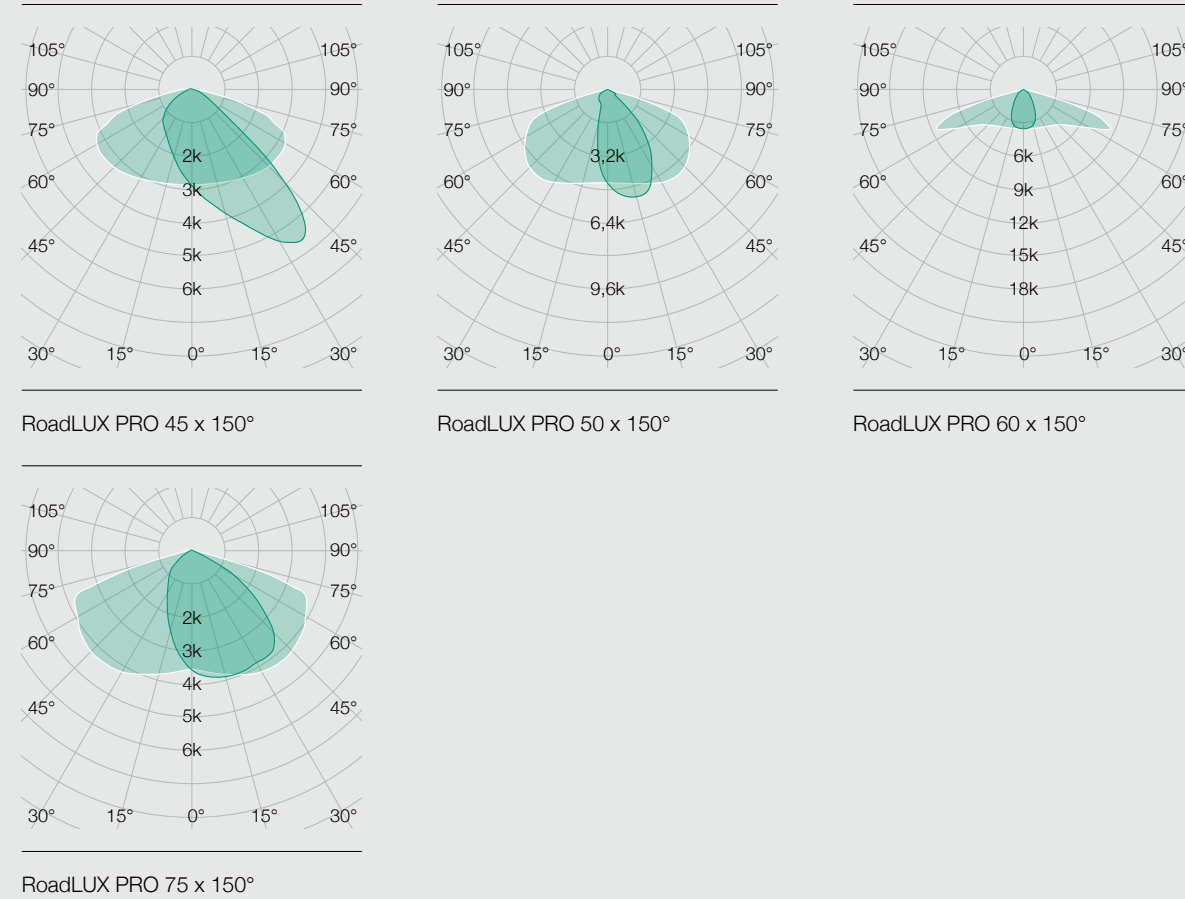 105° 105°
90° 90°
75° 75°
2k
60° 60°
3k
4k
45° 45°
5k
6k
30° 15° 0° 15° 30°
RoadLUX PRO 45 x 150°
105° 105°
90° 90°
75° 75°
3,2k
60° 60°
6,4k
45° 45°
9,6k
30° 15° 0° 15° 30°
RoadLUX PRO 50 x 150°
105° 105°
90° 90°
75° 75°
6k
60° 60°
9k
12k
45° 45°
15k
18k
30° 15° 0° 15° 30°
RoadLUX PRO 60 x 150°
105° 105°
90° 90°
75° 75°
2k
60° 60°
3k
4k
45° 45°
5k
6k
30° 15° 0° 15° 30°
RoadLUX PRO 75 x 150°